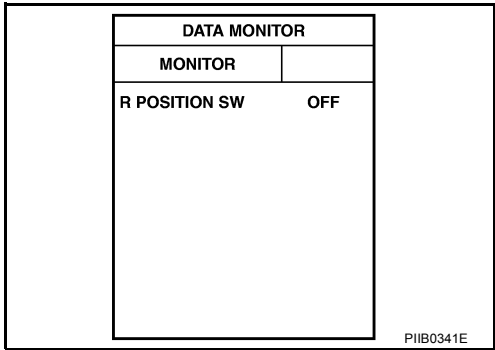 DATA MONITOR
MONITOR
R POSITION SW OFF
PIIB0341E